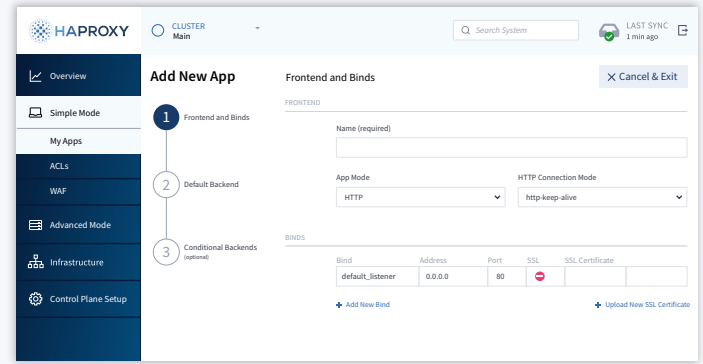 HAPROXY
CLUSTER
Main
Search System
LAST SYNC
1 min ago
Overview
Simple Mode
My Apps
ACLs
WAF
Advanced Mode
Infrastructure
Control Plane Setup
Add New App
1 Frontend and Binds
2 Default Backend
3 Conditional Backends
(optional)
Frontend and Binds
Cancel & Exit
FRONTEND
Name (required)
App Mode HTTP Connection Mode
HTTP http-keep-alive
BINDS
Bind Address Port SSL SSL Certificate
default_listener 0.0.0.0 80
Add New Bind Upload New SSL Certificate